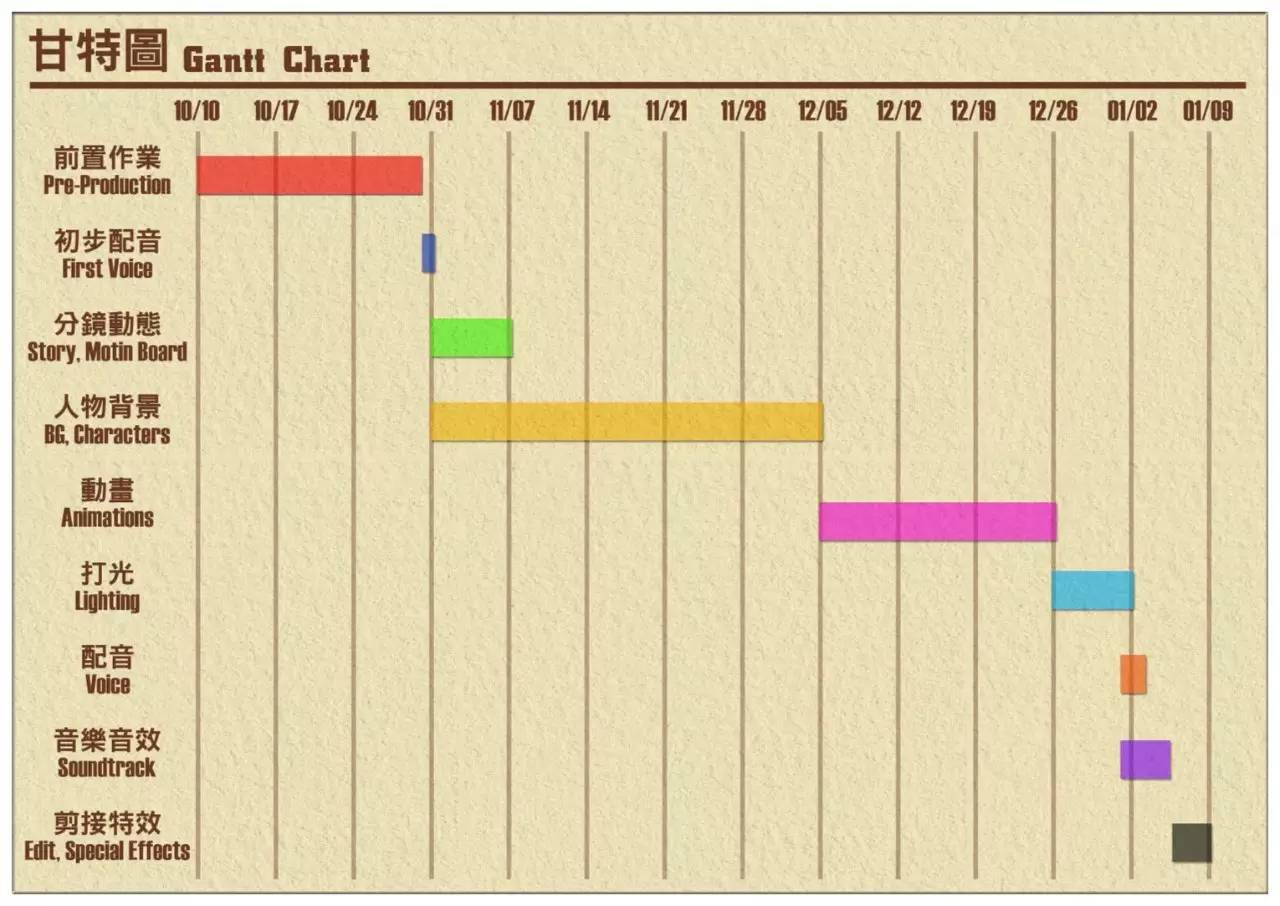 甘特圖 Gantt Chart
10/10 10/17 10/24 10/31 11/07 11/14 11/21 11/28 12/05 12/12 12/19 12/26 01/02 01/09
前置作業
Pre-Production
初步配音
First Voice
分鏡動態
Story, Motin Board
人物背景
BG, Characters
動畫
Animations
打光
Lighting
配音
Voice
音樂音效
Soundtrack
剪接特效
Edit, Special Effects